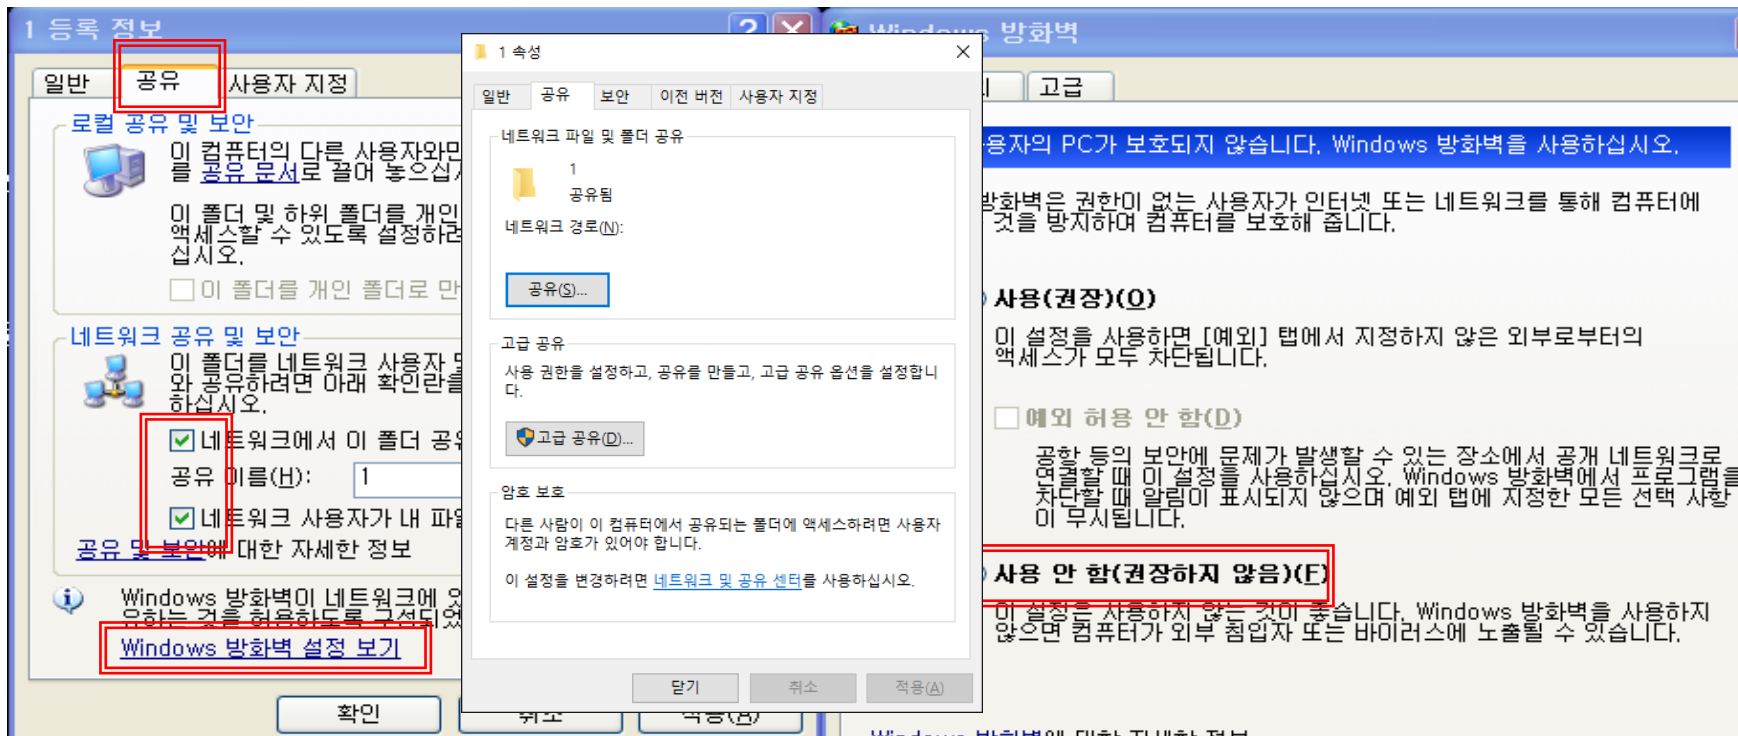 1 등록 정보
일반
공유
사용자 지정
로컬 공유 및 보안
이 컴퓨터의 다른 사용자와만
를 공유 문서로 끌어 놓으십
이 폴더 및 하위 폴더를 개인
액세스할 수 있도록 설정하려
십시오.
이 폴더를 개인 폴더로 만
네트워크 공유 및 보안
이 폴더를 네트워크 사용자
와 공유하려면 아래 확인란을
하십시오.
네트워크에서 이 폴더 공유
공유 이름(H): 1
네트워크 사용자가 내 파일
공유 및 보안에 대한 자세한 정보
Windows 방화벽이 네트워크에
유하는 것을 허용하도록 구성되었
Windows 방화벽 설정 보기
확인
취소
적용(A)
1 속성
일반
공유
보안
이전 버전
사용자 지정
네트워크 파일 및 폴더 공유
1
공유됨
네트워크 경로(N):
공유(S)...
고급 공유
사용 권한을 설정하고, 공유를 만들고, 고급 공유 옵션을 설정합니
다.
고급 공유(D)...
암호 보호
다른 사람이 이 컴퓨터에서 공유되는 폴더에 액세스하려면 사용자
계정과 암호가 있어야 합니다.
이 설정을 변경하려면 네트워크 및 공유 센터를 사용하십시오.
닫기
취소
적용(A)
Windows 방화벽
고급
용자의 PC가 보호되지 않습니다. Windows 방화벽을 사용하십시오.
방화벽은 권한이 없는 사용자가 인터넷 또는 네트워크를 통해 컴퓨터에
것을 방지하여 컴퓨터를 보호해 줍니다.
사용(권장)(O)
이 설정을 사용하면 [예외] 탭에서 지정하지 않은 외부로부터의
액세스가 모두 차단됩니다.
예외 허용 안 함(D)
공항 등의 보안에 문제가 발생할 수 있는 장소에서 공개 네트워크로
연결할 때 이 설정을 사용하십시오. Windows 방화벽에서 프로그램을
차단할 때 알림이 표시되지 않으며 예외 탭에 지정한 모든 선택 사항
이 무시됩니다.
사용 안 함(권장하지 않음)(F)
이 설정은 사용하지 않는 것이 좋습니다. Windows 방화벽을 사용하지
않으면 컴퓨터가 외부 침입자 또는 바이러스에 노출될 수 있습니다.
Windows 방화벽에 대한 자세한 정보